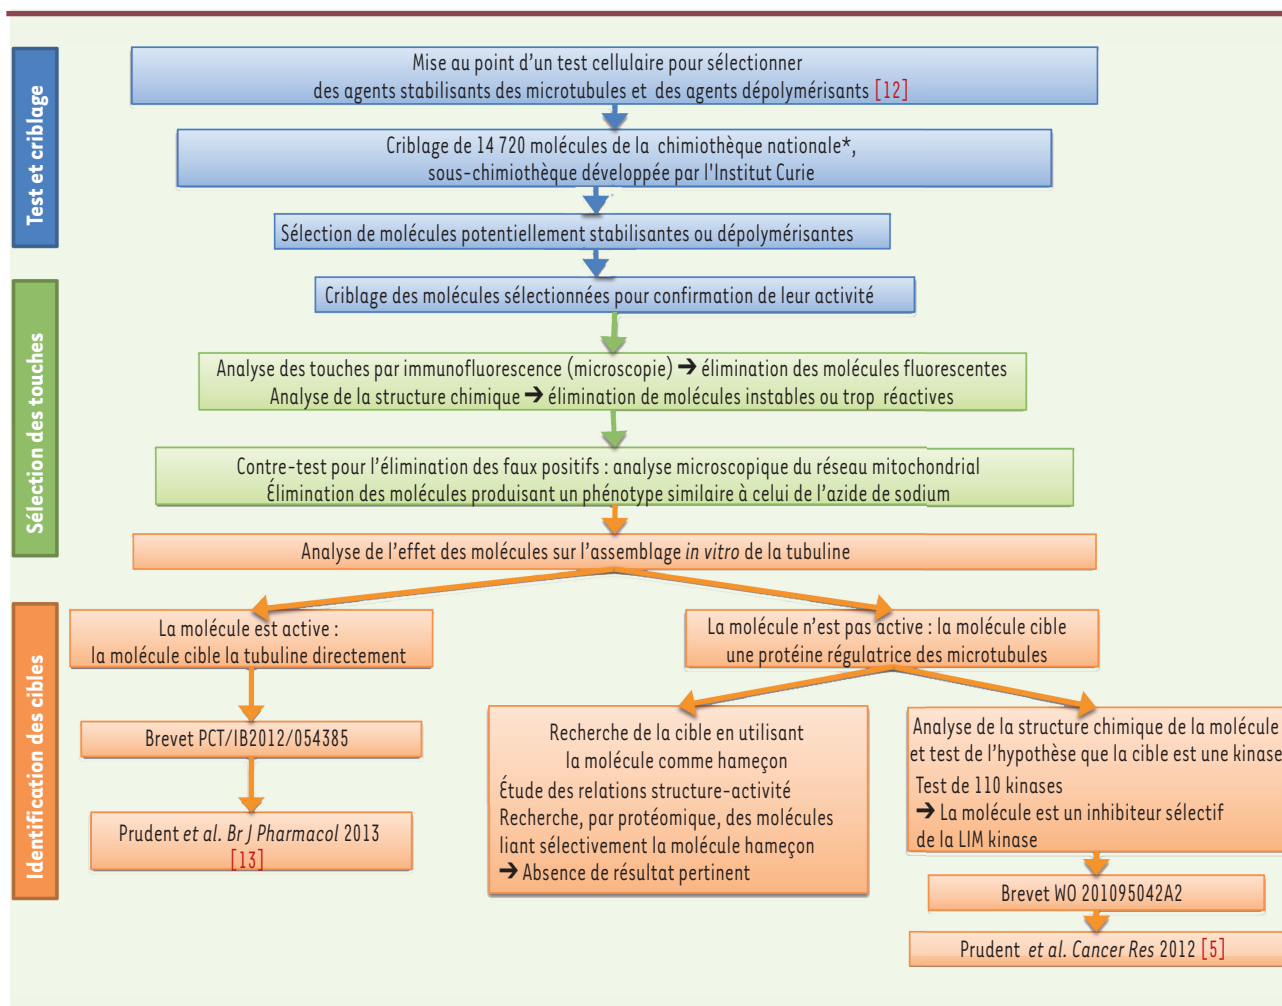 Test et criblage
Mise au point d'un test cellulaire pour sélectionner
des agents stabilisants des microtubules et des agents dépolymérisants [12]
Criblage de 14 720 molécules de la chimiothèque nationale*,
sous-chimiothèque développée par l'Institut Curie
Sélection de molécules potentiellement stabilisantes ou dépolymérisantes
Sélection des touches
Criblage des molécules sélectionnées pour confirmation de leur activité
Analyse des touches par immunofluorescence (microscopie) ➔ élimination des molécules fluorescentes
Analyse de la structure chimique ➔ élimination de molécules instables ou trop réactives
Contre-test pour l'élimination des faux positifs : analyse microscopique du réseau mitochondrial
Élimination des molécules produisant un phénotype similaire à celui de l'azide de sodium
Analyse de l'effet des molécules sur l'assemblage in vitro de la tubuline
Identification des cibles
La molécule est active :
la molécule cible la tubuline directement
Brevet PCT/IB2012/054385
Prudent et al. Br J Pharmacol 2013
[13]
La molécule n'est pas active : la molécule cible
une protéine régulatrice des microtubules
Recherche de la cible en utilisant
la molécule comme hameçon
Étude des relations structure-activité
Recherche, par protéomique, des molécules
liant sélectivement la molécule hameçon
➔ Absence de résultat pertinent
Analyse de la structure chimique de la molécule
et test de l'hypothèse que la cible est une kinase
Test de 110 kinases
➔ La molécule est un inhibiteur sélectif
de la LIM kinase
Brevet WO 201095042A2
Prudent et al. Cancer Res 2012 [5]